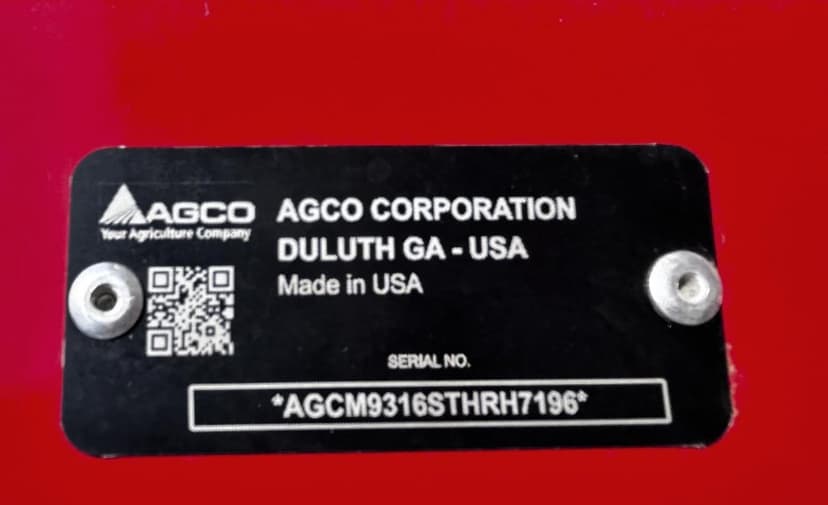 AGCO
Your Agriculture Company
AGCO CORPORATION
DULUTH GA - USA
Made in USA
SERIAL NO.
*AGCM9316STHRH7196*